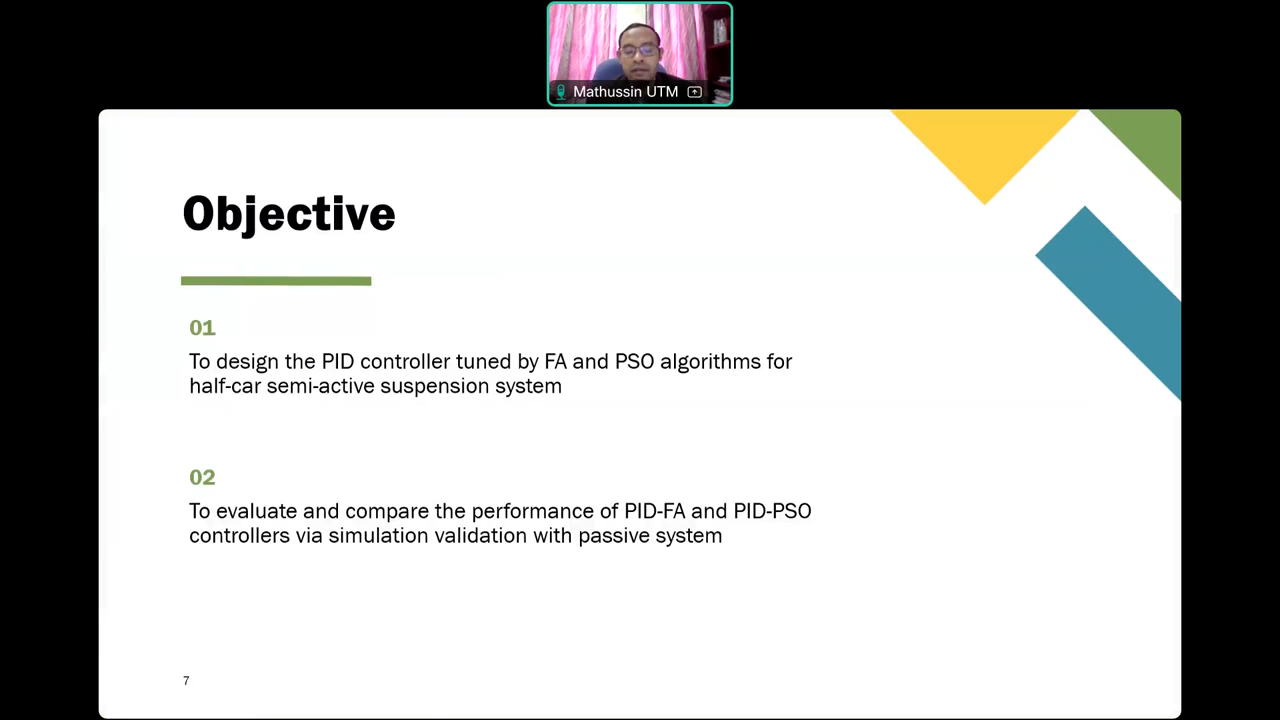 Mathussin UTM
Objective
01
To design the PID controller tuned by FA and PSO algorithms for
half-car semi-active suspension system
02
To evaluate and compare the performance of PID-FA and PID-PSO
controllers via simulation validation with passive system
7